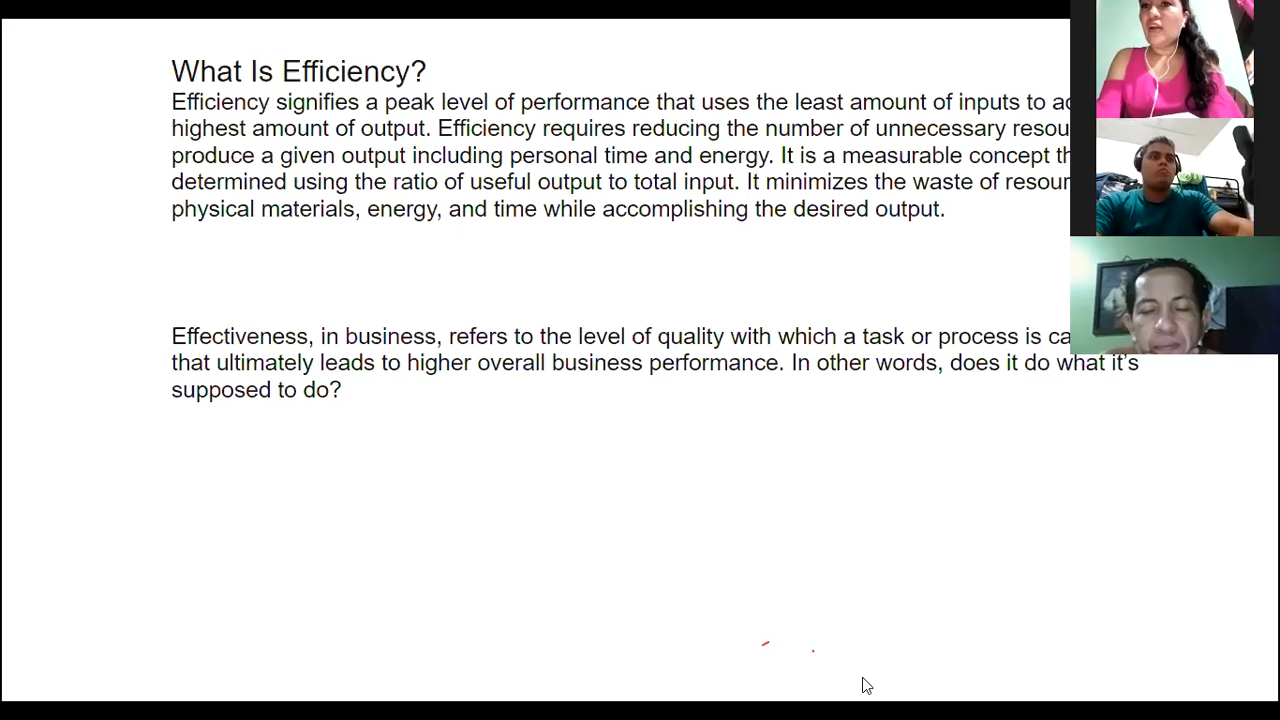 What Is Efficiency?
Efficiency signifies a peak level of performance that uses the least amount of inputs to
highest amount of output. Efficiency requires reducing the number of unnecessary
produce a given output including personal time and energy. It is a measurable concept
determined using the ratio of useful output to total input. It minimizes the waste of
physical materials, energy, and time while accomplishing the desired output.
Effectiveness, in business, refers to the level of quality with which a task or process is
that ultimately leads to higher overall business performance. In other words, does it do what it's
supposed to do?